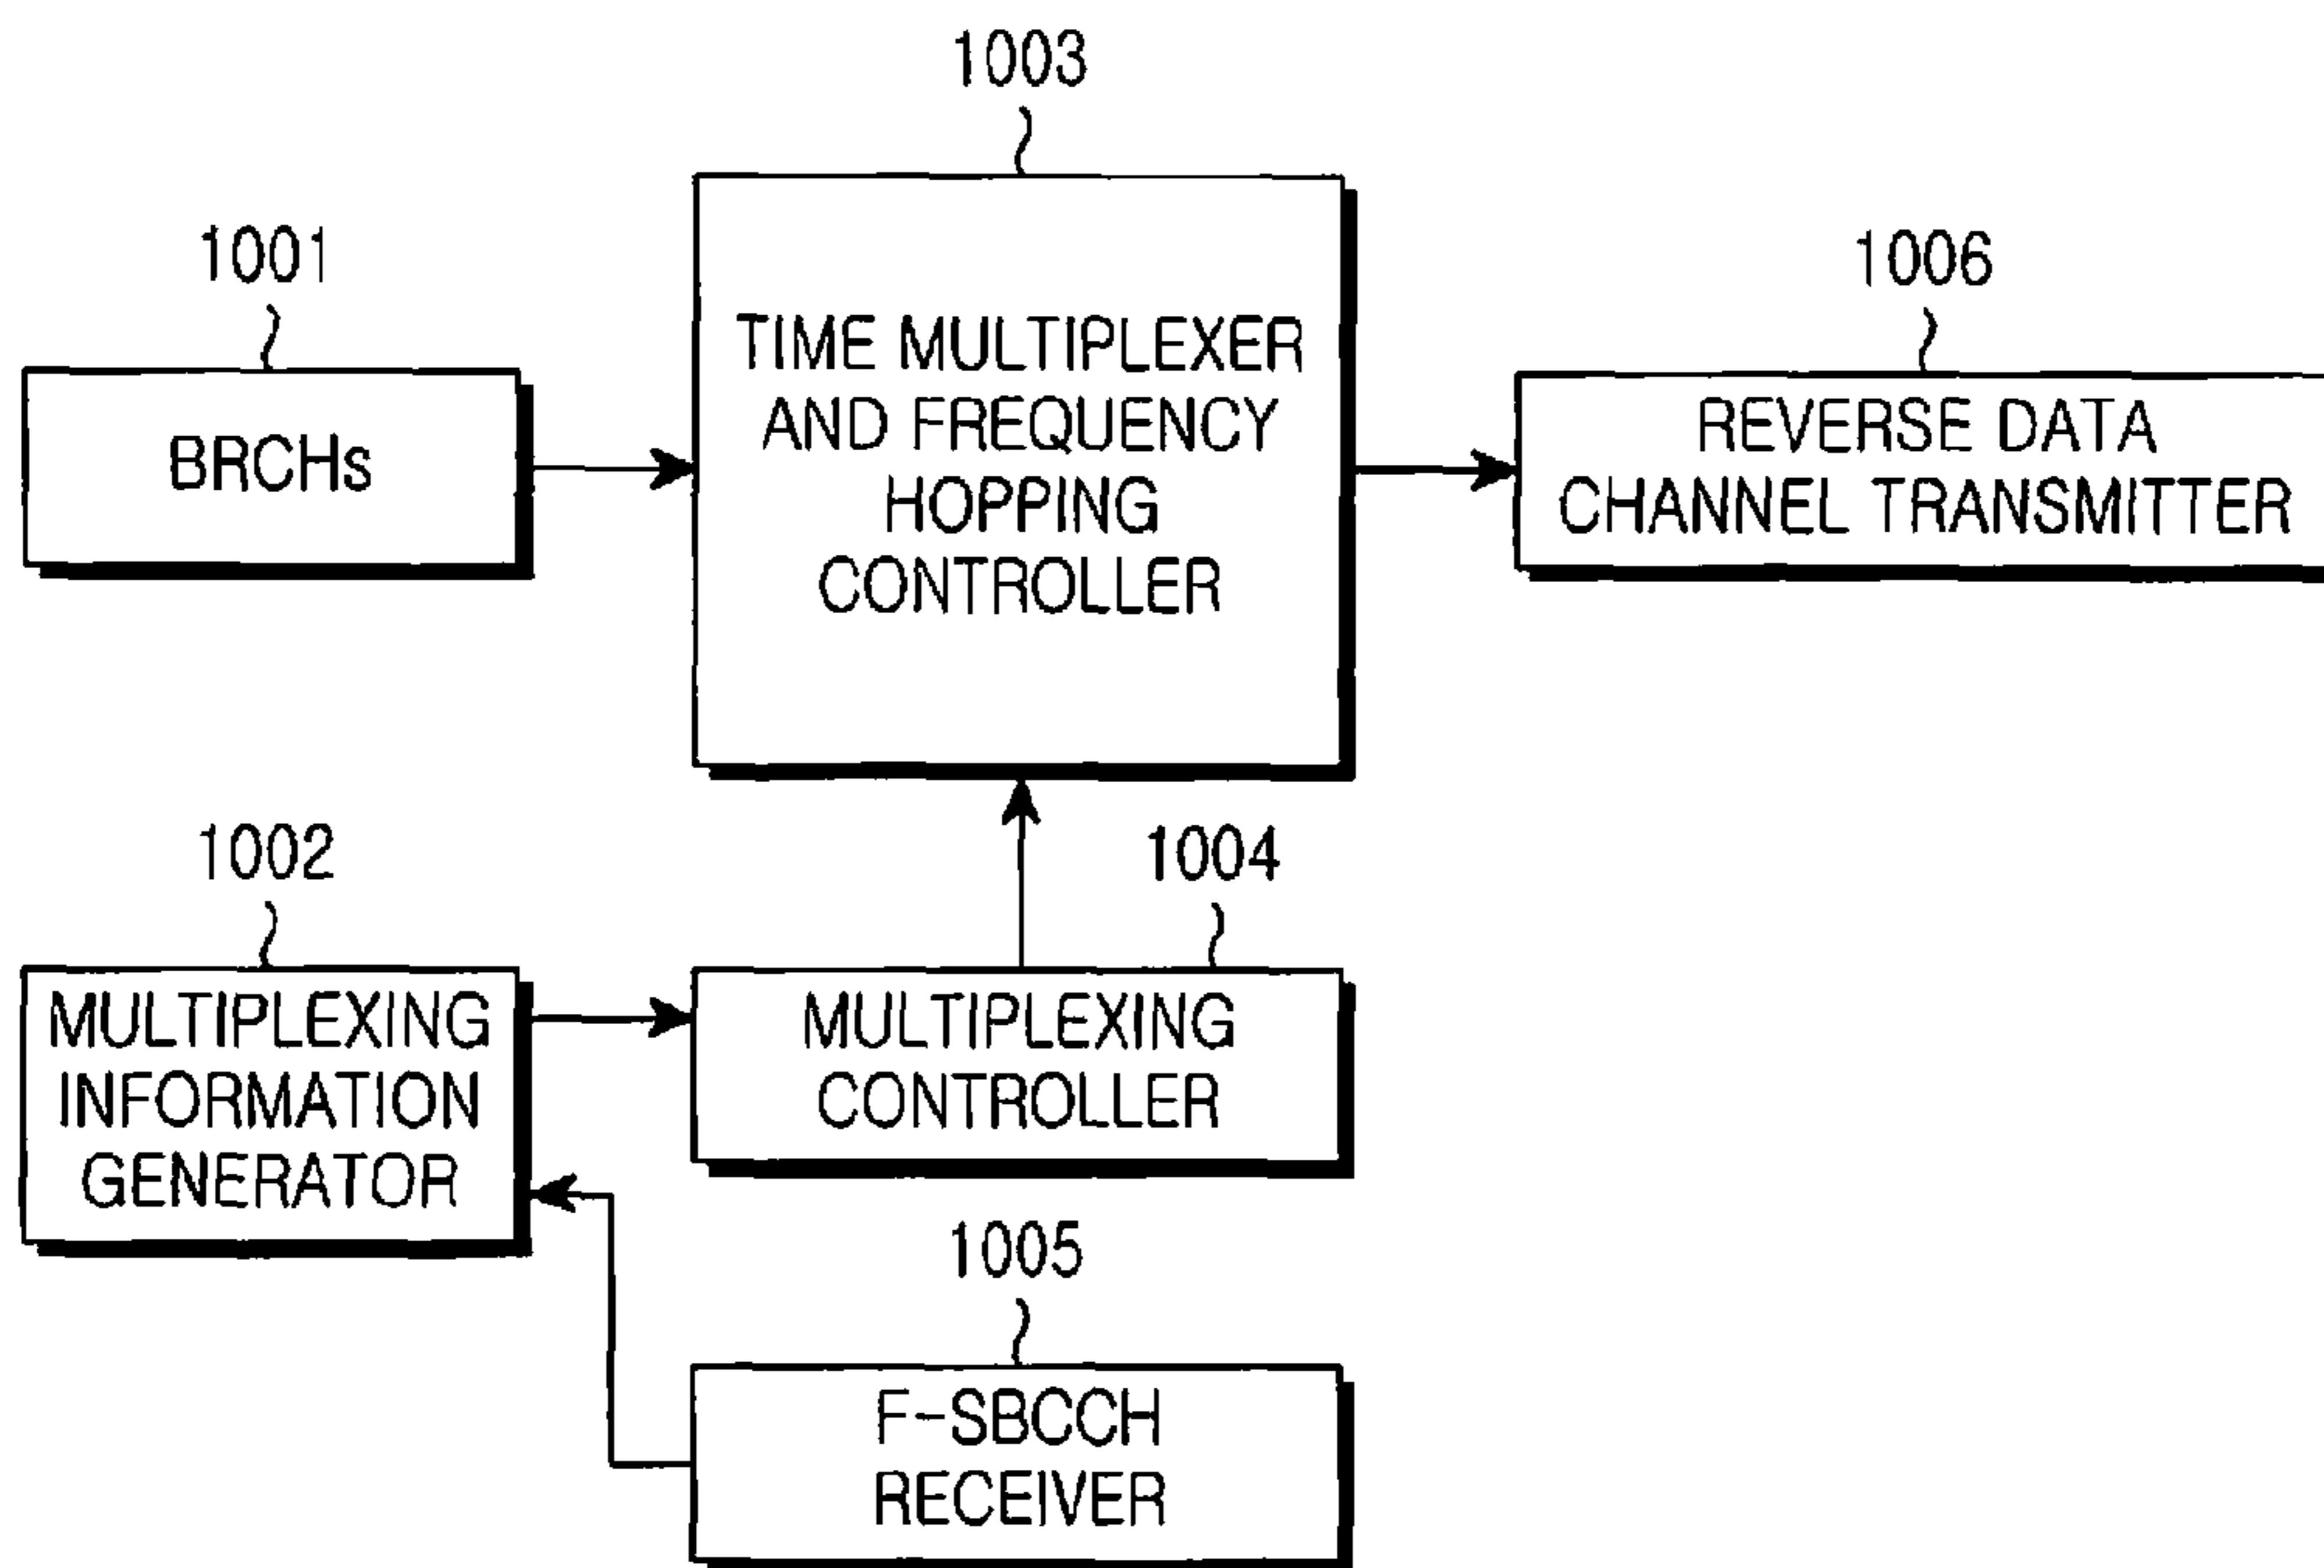 1003
1001
1006
TIME MULTIPLEXER
AND FREQUENCY
HOPPING
CONTROLLER
BRCHs
REVERSE DATA
CHANNEL TRANSMITTER
1002
1004
MULTIPLEXING
INFORMATION
GENERATOR
MULTIPLEXING
CONTROLLER
1005
F-SBCCH
RECEIVER